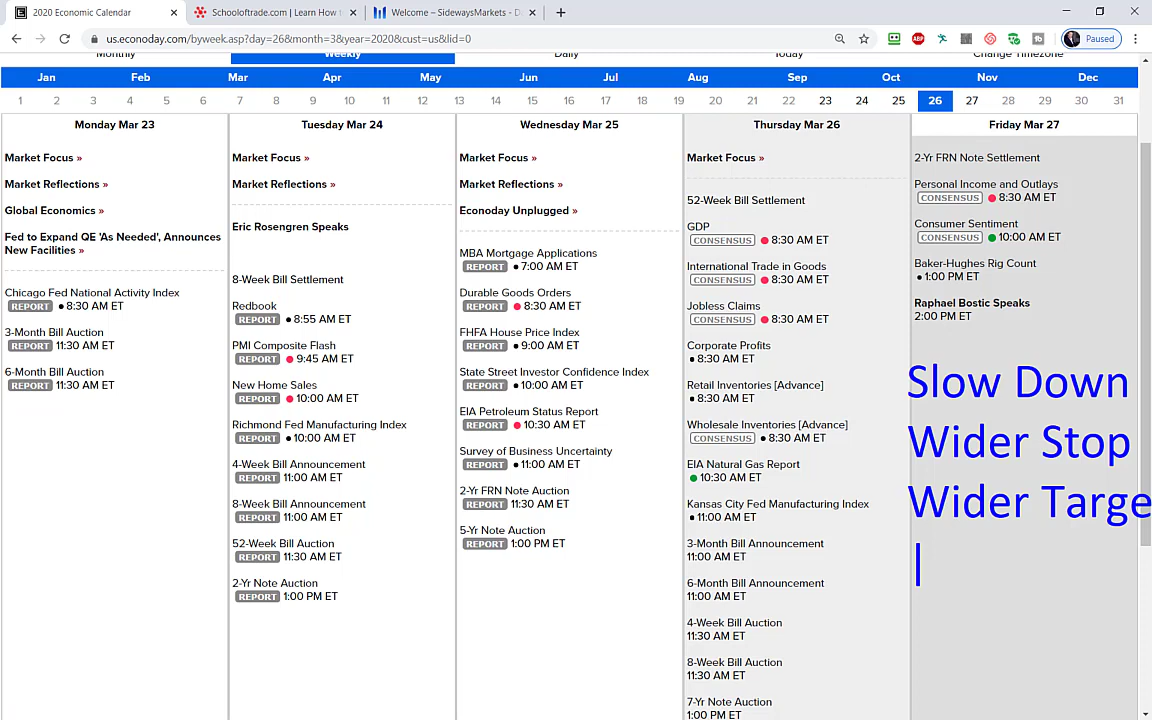 2020 Economic Calendar
Schooloftrade.com | Learn How
Welcome – SidewaysMarkets - D
us.econoday.com/byweek.asp?day=26&month=3&year=2020&cust=us&lid=0
ABP
Paused
Monthly Weekly Daily Today Change Timezone
Jan Feb Mar Apr May Jun Jul Aug Sep Oct Nov Dec
1 2 3 4 5 6 7 8 9 10 11 12 13 14 15 16 17 18 19 20 21 22 23 24 25 26 27 28 29 30 31
Monday Mar 23
Market Focus »
Market Reflections »
Global Economics »
Fed to Expand QE 'As Needed', Announces
New Facilities »
Chicago Fed National Activity Index
REPORT 8:30 AM ET
3-Month Bill Auction
REPORT 11:30 AM ET
6-Month Bill Auction
REPORT 11:30 AM ET
Tuesday Mar 24
Market Focus »
Market Reflections »
Eric Rosengren Speaks
8-Week Bill Settlement
Redbook
REPORT 8:55 AM ET
PMI Composite Flash
REPORT 9:45 AM ET
New Home Sales
REPORT 10:00 AM ET
Richmond Fed Manufacturing Index
REPORT 10:00 AM ET
4-Week Bill Announcement
REPORT 11:00 AM ET
8-Week Bill Announcement
REPORT 11:00 AM ET
52-Week Bill Auction
REPORT 11:30 AM ET
2-Yr Note Auction
REPORT 1:00 PM ET
Wednesday Mar 25
Market Focus »
Market Reflections »
Econoday Unplugged »
MBA Mortgage Applications
REPORT 7:00 AM ET
Durable Goods Orders
REPORT 8:30 AM ET
FHFA House Price Index
REPORT 9:00 AM ET
State Street Investor Confidence Index
REPORT 10:00 AM ET
EIA Petroleum Status Report
REPORT 10:30 AM ET
Survey of Business Uncertainty
REPORT 11:00 AM ET
2-Yr FRN Note Auction
REPORT 11:30 AM ET
5-Yr Note Auction
REPORT 1:00 PM ET
Thursday Mar 26
Market Focus »
52-Week Bill Settlement
GDP
CONSENSUS 8:30 AM ET
International Trade in Goods
CONSENSUS 8:30 AM ET
Jobless Claims
CONSENSUS 8:30 AM ET
Corporate Profits
8:30 AM ET
Retail Inventories [Advance]
8:30 AM ET
Wholesale Inventories [Advance]
CONSENSUS 8:30 AM ET
EIA Natural Gas Report
10:30 AM ET
Kansas City Fed Manufacturing Index
11:00 AM ET
3-Month Bill Announcement
11:00 AM ET
6-Month Bill Announcement
11:00 AM ET
4-Week Bill Auction
11:30 AM ET
8-Week Bill Auction
11:30 AM ET
7-Yr Note Auction
1:00 PM ET
Friday Mar 27
2-Yr FRN Note Settlement
Personal Income and Outlays
CONSENSUS 8:30 AM ET
Consumer Sentiment
CONSENSUS 10:00 AM ET
Baker-Hughes Rig Count
1:00 PM ET
Raphael Bostic Speaks
2:00 PM ET
Slow Down
Wider Stop
Wider Targe